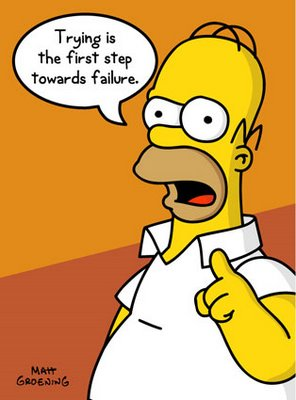 Trying is
the first step
towards failure.
MATT
GROENING